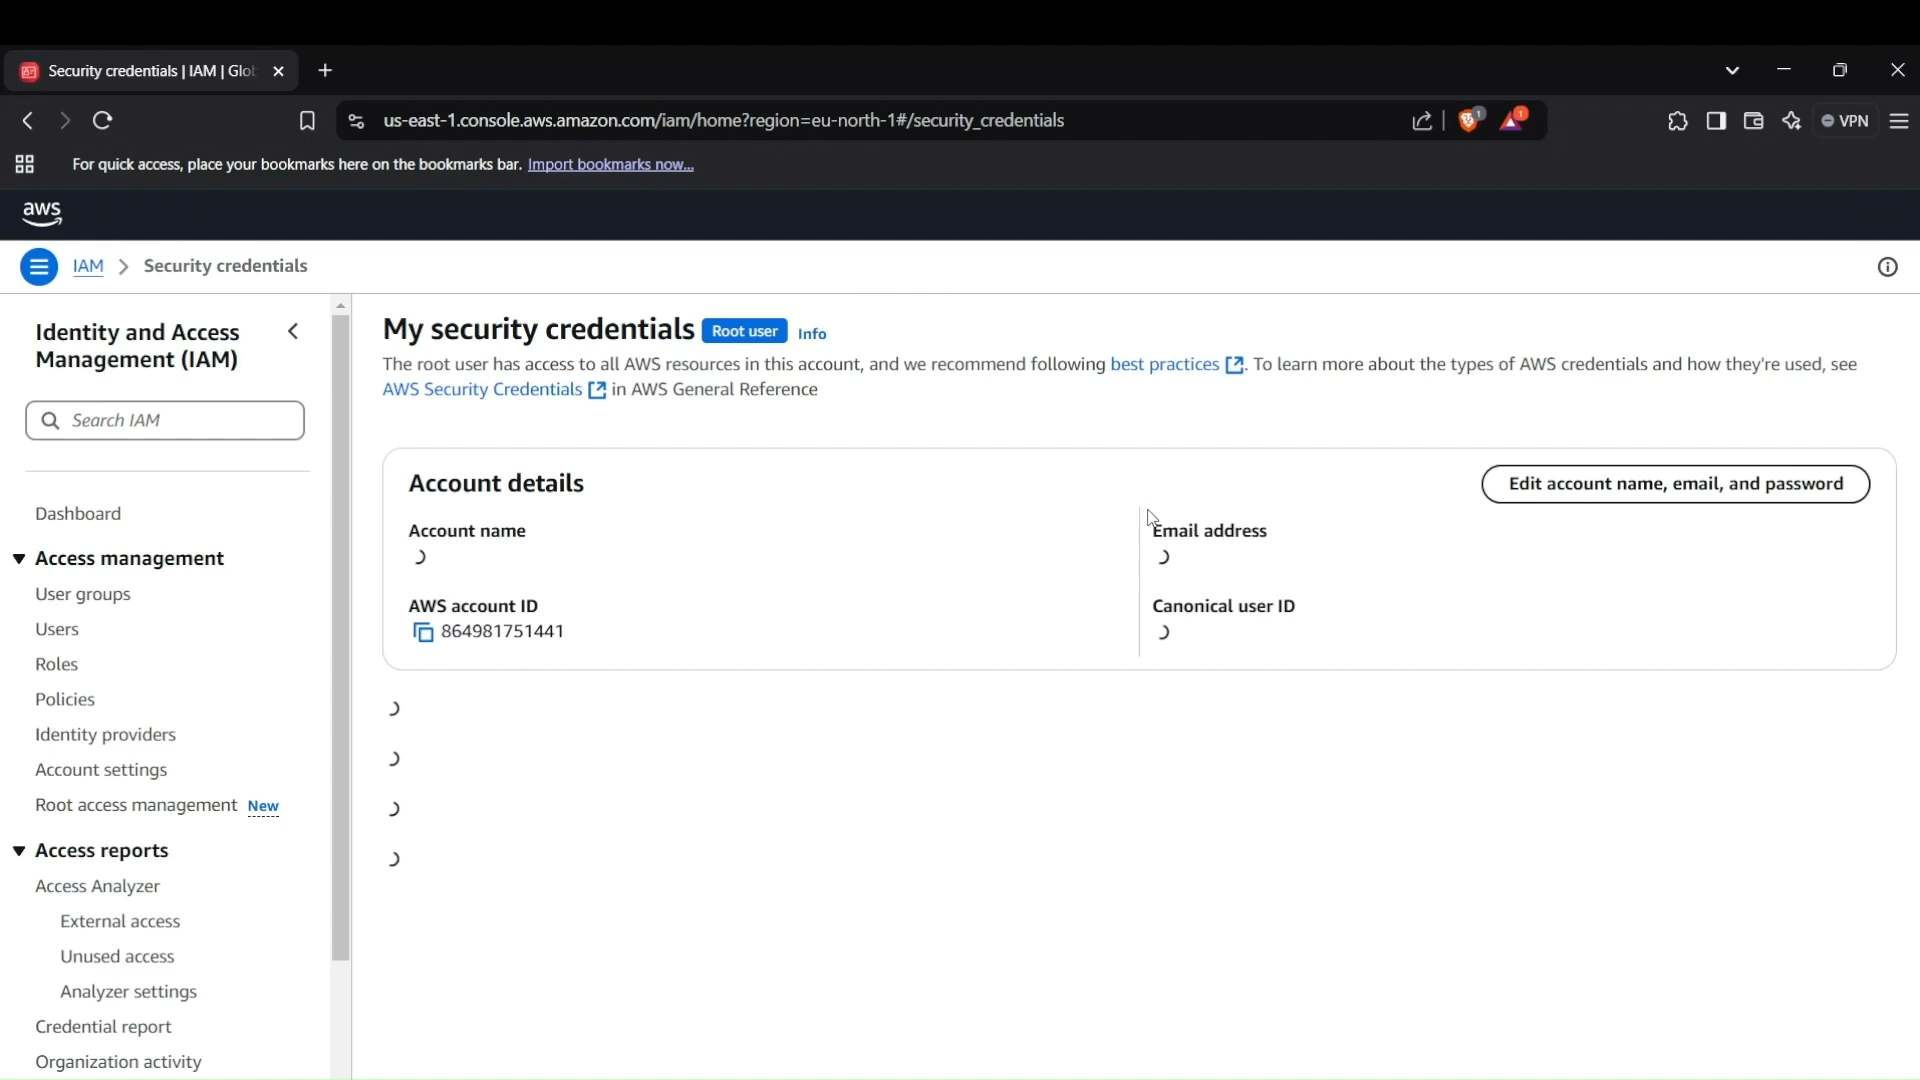 Security credentials | IAM | Glo
us-east-1.console.aws.amazon.com/iam/home?region=eu-north-1#/security_credentials
1
1
VPN
For quick access, place your bookmarks here on the bookmarks bar. Import bookmarks now...
aws
IAM > Security credentials
Identity and Access
Management (IAM)
Search IAM
Dashboard
Access management
User groups
Users
Roles
Policies
Identity providers
Account settings
Root access management New
Access reports
Access Analyzer
External access
Unused access
Analyzer settings
Credential report
Organization activity
My security credentials Root user Info
The root user has access to all AWS resources in this account, and we recommend following best practices. To learn more about the types of AWS credentials and how they're used, see
AWS Security Credentials in AWS General Reference
Account details
Edit account name, email, and password
Account name
Email address
AWS account ID
Canonical user ID
864981751441